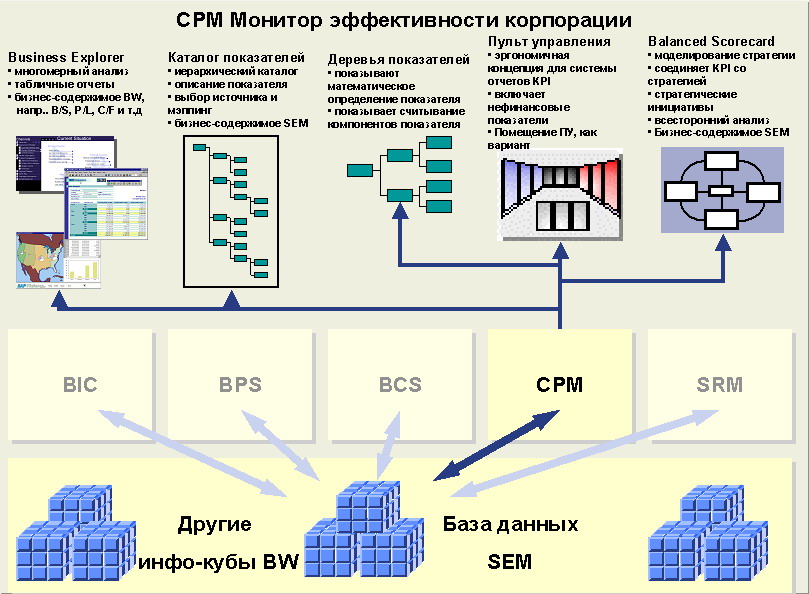 CPM Монитор эффективности корпорации
Business Explorer
• многомерный анализ
• табличные отчеты
• бизнес-содержимое BW,
напр.. B/S, P/L, C/F и т.д
Каталог показателей
• иерархический каталог
• описание показателя
• выбор источника и
мэппинг
• бизнес-содержимое SEM
Деревья показателей
• показывают
математическое
определение показателя
• показывает считывание
компонентов показателя
Пульт управления
• эргономичная
концепция для системы
отчетов KPI
• включает
нефинансовые
показатели
• Помещение ПУ, как
вариант
Balanced Scorecard
• моделирование стратегии
• соединяет KPI со
стратегией
• стратегические
инициативы
• всесторонний анализ
• Бизнес-содержимое SEM
Current Situation
BIC
BPS
BCS
CPM
SRM
Другие
инфо-кубы BW
База данных
SEM